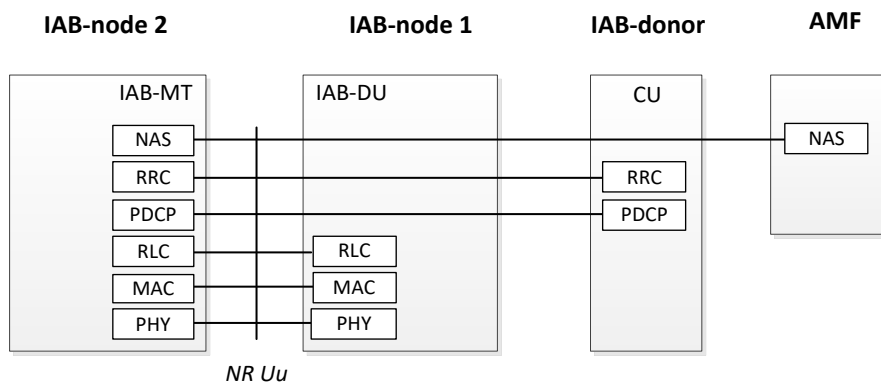 IAB-node 2 IAB-node 1 IAB-donor AMF
IAB-MT IAB-DU CU
NAS NAS
RRC RRC
PDCP PDCP
RLC RLC
MAC MAC
PHY PHY
NR Uu